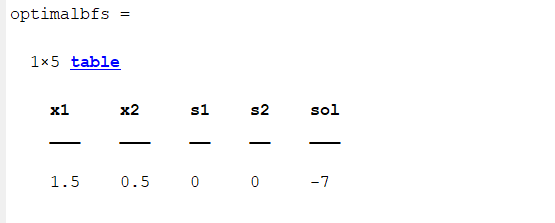 optimalbfs =
1×5 table
x1 x2 s1 s2 sol
1.5 0.5 0 0 -7